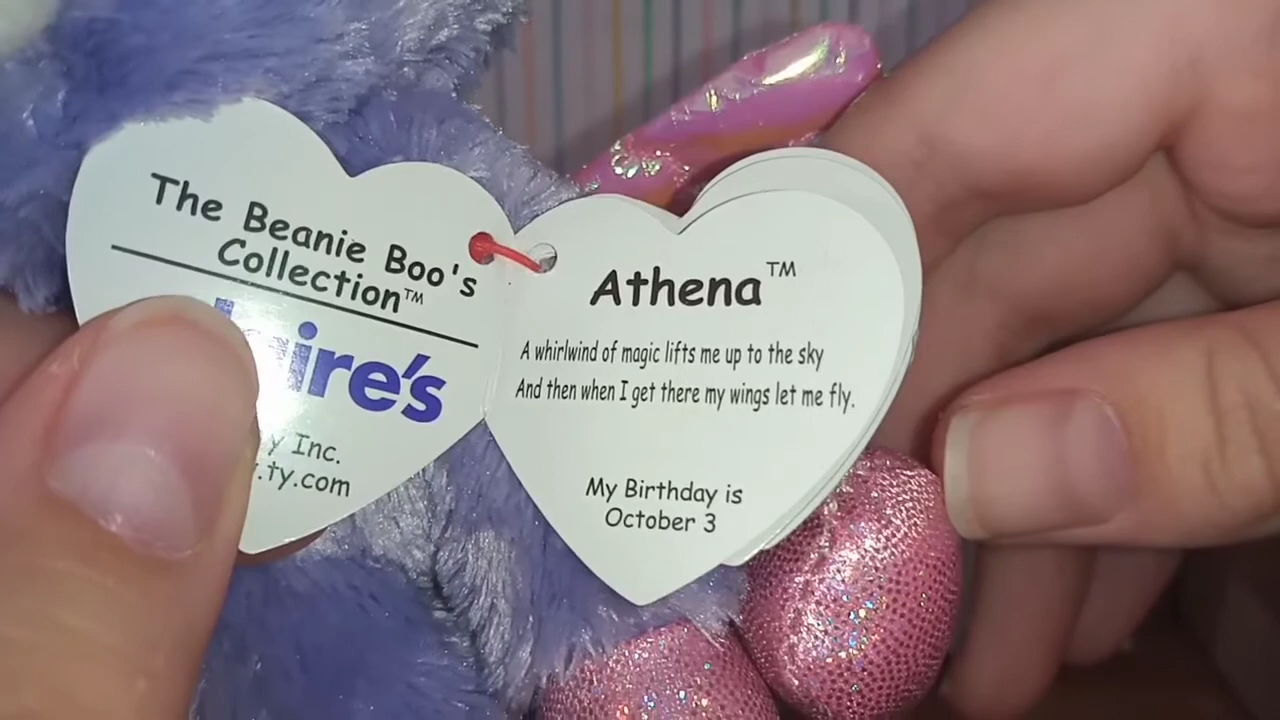 The Beanie Boo's
Collection™
ire's
y Inc.
.ty.com
Athena™
A whirlwind of magic lifts me up to the sky
And then when I get there my wings let me fly.
My Birthday is
October 3